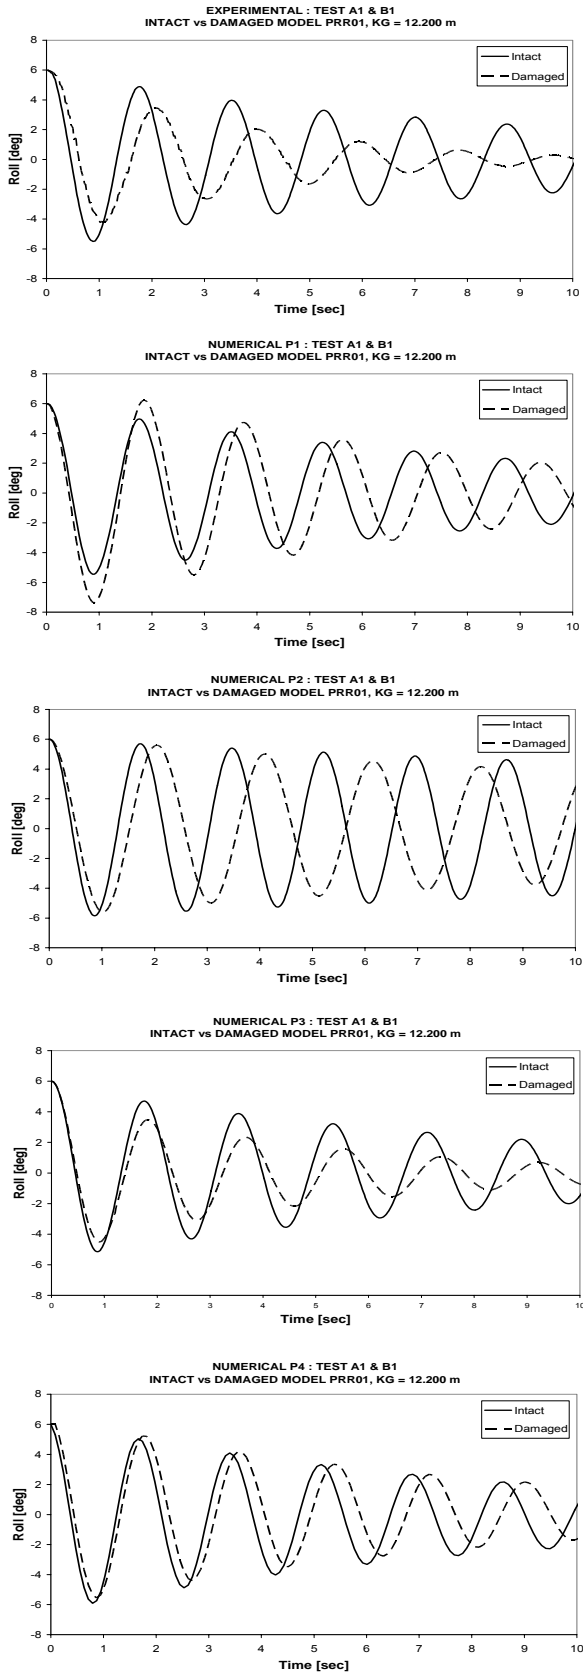 EXPERIMENTAL : TEST A1 & B1
INTACT vs DAMAGED MODEL PRR01, KG = 12.200 m
Intact
Damaged
8
6
4
2
0
-2
-4
-6
-8
Roll [deg]
0 1 2 3 4 5 6 7 8 9 10
Time [sec]
NUMERICAL P1 : TEST A1 & B1
INTACT vs DAMAGED MODEL PRR01, KG = 12.200 m
Intact
Damaged
8
6
4
2
0
-2
-4
-6
-8
Roll [deg]
0 1 2 3 4 5 6 7 8 9 10
Time [sec]
NUMERICAL P2 : TEST A1 & B1
INTACT vs DAMAGED MODEL PRR01, KG = 12.200 m
Intact
Damaged
8
6
4
2
0
-2
-4
-6
-8
Roll [deg]
0 1 2 3 4 5 6 7 8 9 10
Time [sec]
NUMERICAL P3 : TEST A1 & B1
INTACT vs DAMAGED MODEL PRR01, KG = 12.200 m
Intact
Damaged
8
6
4
2
0
-2
-4
-6
-8
Roll [deg]
0 1 2 3 4 5 6 7 8 9 10
Time [sec]
NUMERICAL P4 : TEST A1 & B1
INTACT vs DAMAGED MODEL PRR01, KG = 12.200 m
Intact
Damaged
8
6
4
2
0
-2
-4
-6
-8
Roll [deg]
0 1 2 3 4 5 6 7 8 9 10
Time [sec]